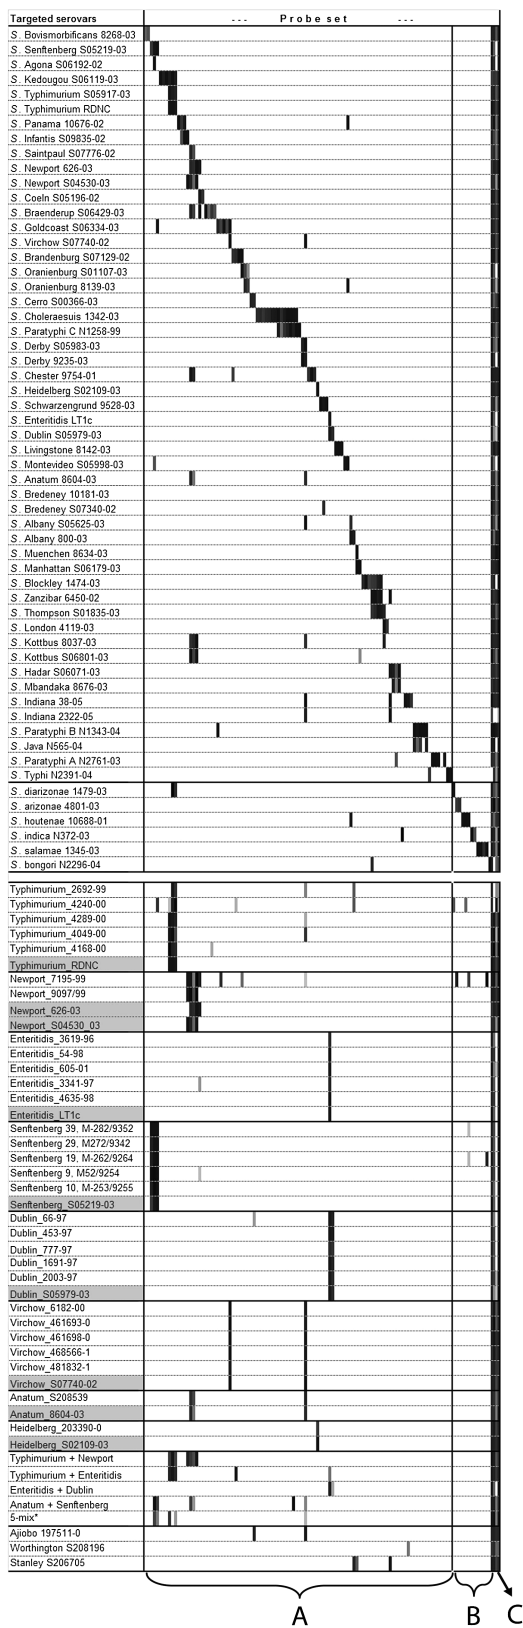 Targeted serovars --- Probe set ---
S. Bovismorbificans 8268-03
S. Senftenberg S05219-03
S. Agona S06192-02
S. Kedougou S06119-03
S. Typhimurium S05917-03
S. Typhimurium RDNC
S. Panama 10676-02
S. Infantis S09835-02
S. Saintpaul S07776-02
S. Newport 626-03
S. Newport S04530-03
S. Coeln S05196-02
S. Braenderup S06429-03
S. Goldcoast S06334-03
S. Virchow S07740-02
S. Brandenburg S07129-02
S. Oranienburg S01107-03
S. Oranienburg 8139-03
S. Cerro S00366-03
S. Choleraesuis 1342-03
S. Paratyphi C N1258-99
S. Derby S05983-03
S. Derby 9235-03
S. Chester 9754-01
S. Heidelberg S02109-03
S. Schwarzengrund 9528-03
S. Enteritidis LT1c
S. Dublin S05979-03
S. Livingstone 8142-03
S. Montevideo S05998-03
S. Anatum 8604-03
S. Bredeney 10181-03
S. Bredeney S07340-02
S. Albany S05625-03
S. Albany 800-03
S. Muenchen 8634-03
S. Manhattan S06179-03
S. Blockley 1474-03
S. Zanzibar 6450-02
S. Thompson S01835-03
S. London 4119-03
S. Kottbus 8037-03
S. Kottbus S06801-03
S. Hadar S06071-03
S. Mbandaka 8676-03
S. Indiana 38-05
S. Indiana 2322-05
S. Paratyphi B N1343-04
S. Java N565-04
S. Paratyphi A N2761-03
S. Typhi N2391-04
S. diarizonae 1479-03
S. arizonae 4801-03
S. houtenae 10688-01
S. indica N372-03
S. salamae 1345-03
S. bongori N2296-04
Typhimurium_2692-99
Typhimurium_4240-00
Typhimurium_4289-00
Typhimurium_4049-00
Typhimurium_4168-00
Typhimurium_RDNC
Newport_7195-99
Newport_9097/99
Newport_626-03
Newport_S04530_03
Enteritidis_3619-96
Enteritidis_54-98
Enteritidis_605-01
Enteritidis_3341-97
Enteritidis_4635-98
Enteritidis_LT1c
Senftenberg 39, M-282/9352
Senftenberg 29, M272/9342
Senftenberg 19, M-262/9264
Senftenberg 9, M52/9254
Senftenberg 10, M-253/9255
Senftenberg_S05219-03
Dublin_66-97
Dublin_453-97
Dublin_777-97
Dublin_1691-97
Dublin_2003-97
Dublin_S05979-03
Virchow_6182-00
Virchow_461693-0
Virchow_461698-0
Virchow_468566-1
Virchow_481832-1
Virchow_S07740-02
Anatum_S208539
Anatum_8604-03
Heidelberg_203390-0
Heidelberg_S02109-03
Typhimurium + Newport
Typhimurium + Enteritidis
Enteritidis + Dublin
Anatum + Senftenberg
5-mix*
Ajiobo 197511-0
Worthington S208196
Stanley S206705
A B C